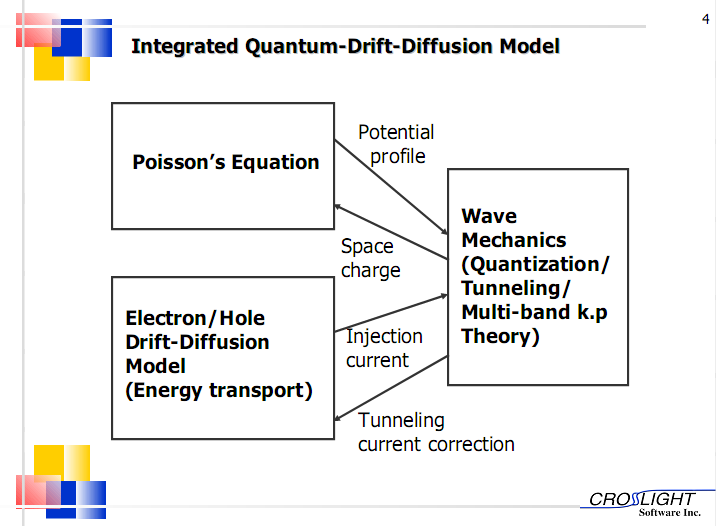 4
Integrated Quantum-Drift-Diffusion Model
Potential
profile
Poisson’s Equation
Wave
Mechanics
(Quantization/
Tunneling/
Multi-band k.p
Theory)
Space
charge
Electron/Hole
Drift-Diffusion
Model
(Energy transport)
Injection
current
Tunneling
current correction
CROSSLIGHT
Software Inc.